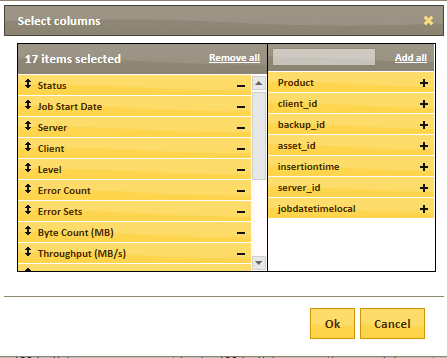 Select columns
17 items selected
Remove all
Add all
Status
Job Start Date
Server
Client
Level
Error Count
Error Sets
Byte Count (MB)
Throughput (MB/s)
Product
client_id
backup_id
asset_id
insertiontime
server_id
jobdatetimelocal
Ok
Cancel